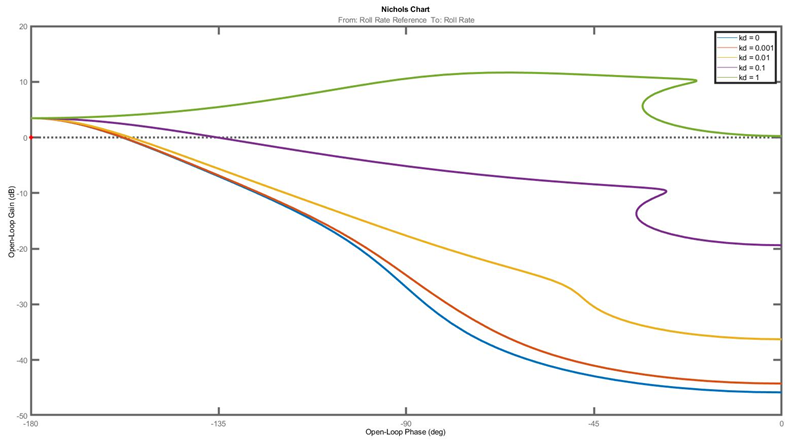 Nichols Chart
From: Roll Rate Reference To: Roll Rate
20
10
0
-10
-20
-30
-40
-50
Open-Loop Gain (dB)
kd = 0
kd = 0.001
kd = 0.01
kd = 0.1
kd = 1
-180
-135
-90
-45
0
Open-Loop Phase (deg)